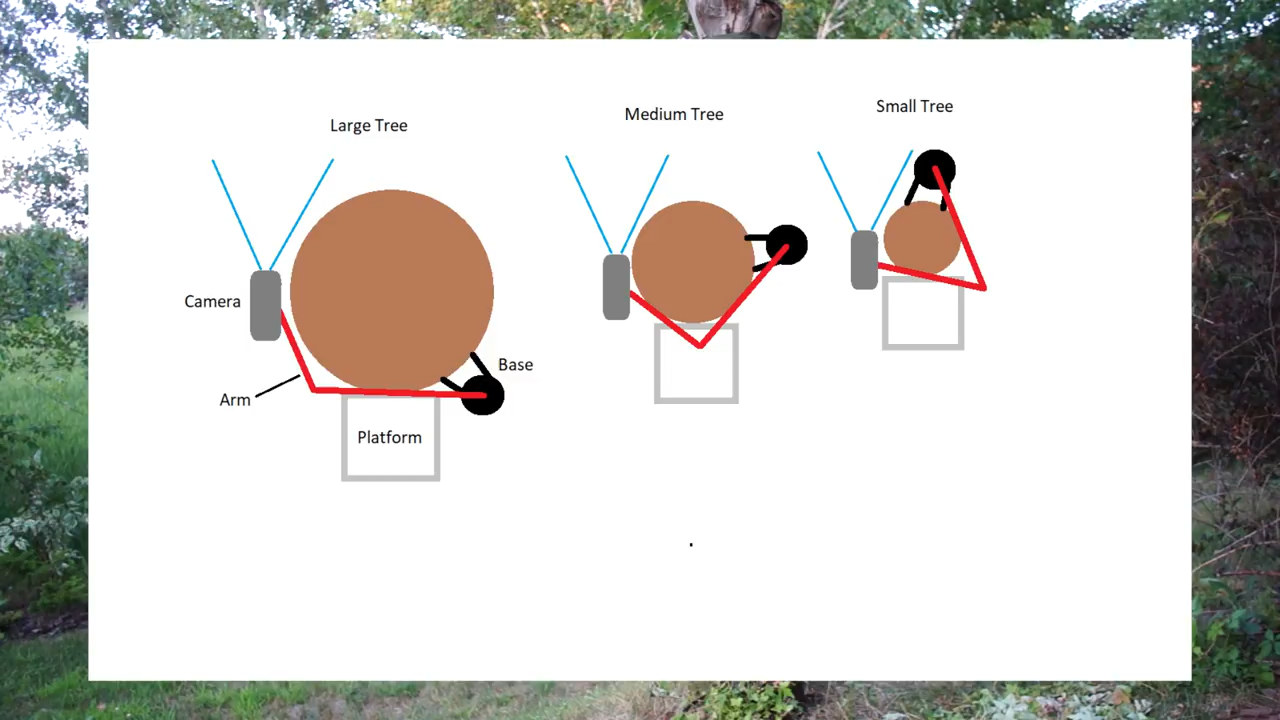 Large Tree
Medium Tree
Small Tree
Camera
Base
Arm
Platform